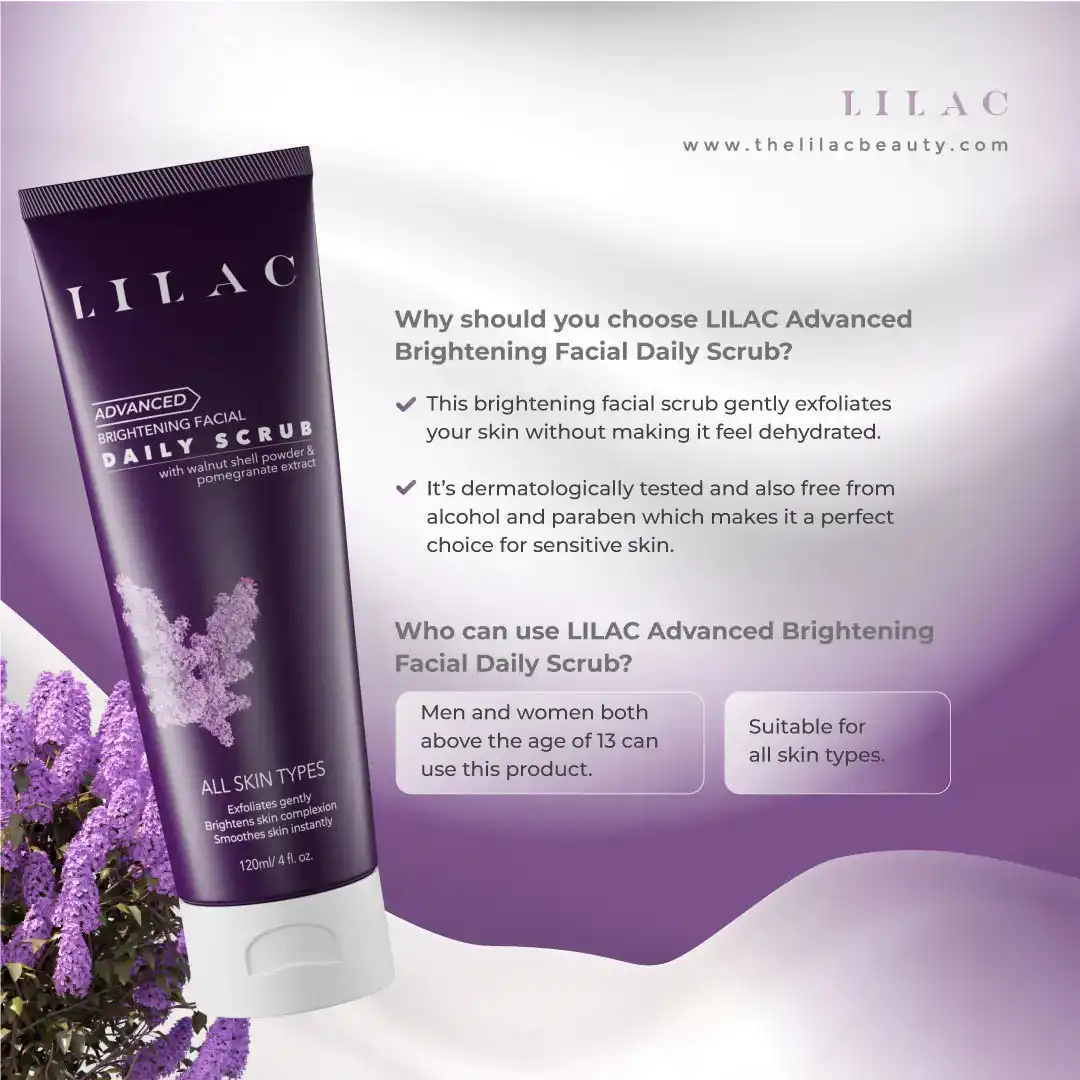 LILAC
www.thelilacbeauty.com
LILAC
ADVANCED
BRIGHTENING FACIAL
DAILY SCRUB
with walnut shell powder &
pomegranate extract
ALL SKIN TYPES
Exfoliates gently
Brightens skin complexion
Smoothes skin instantly
120ml/ 4 fl. oz.
Why should you choose LILAC Advanced
Brightening Facial Daily Scrub?
This brightening facial scrub gently exfoliates
your skin without making it feel dehydrated.
It’s dermatologically tested and also free from
alcohol and paraben which makes it a perfect
choice for sensitive skin.
Who can use LILAC Advanced Brightening
Facial Daily Scrub?
Men and women both
above the age of 13 can
use this product.
Suitable for
all skin types.